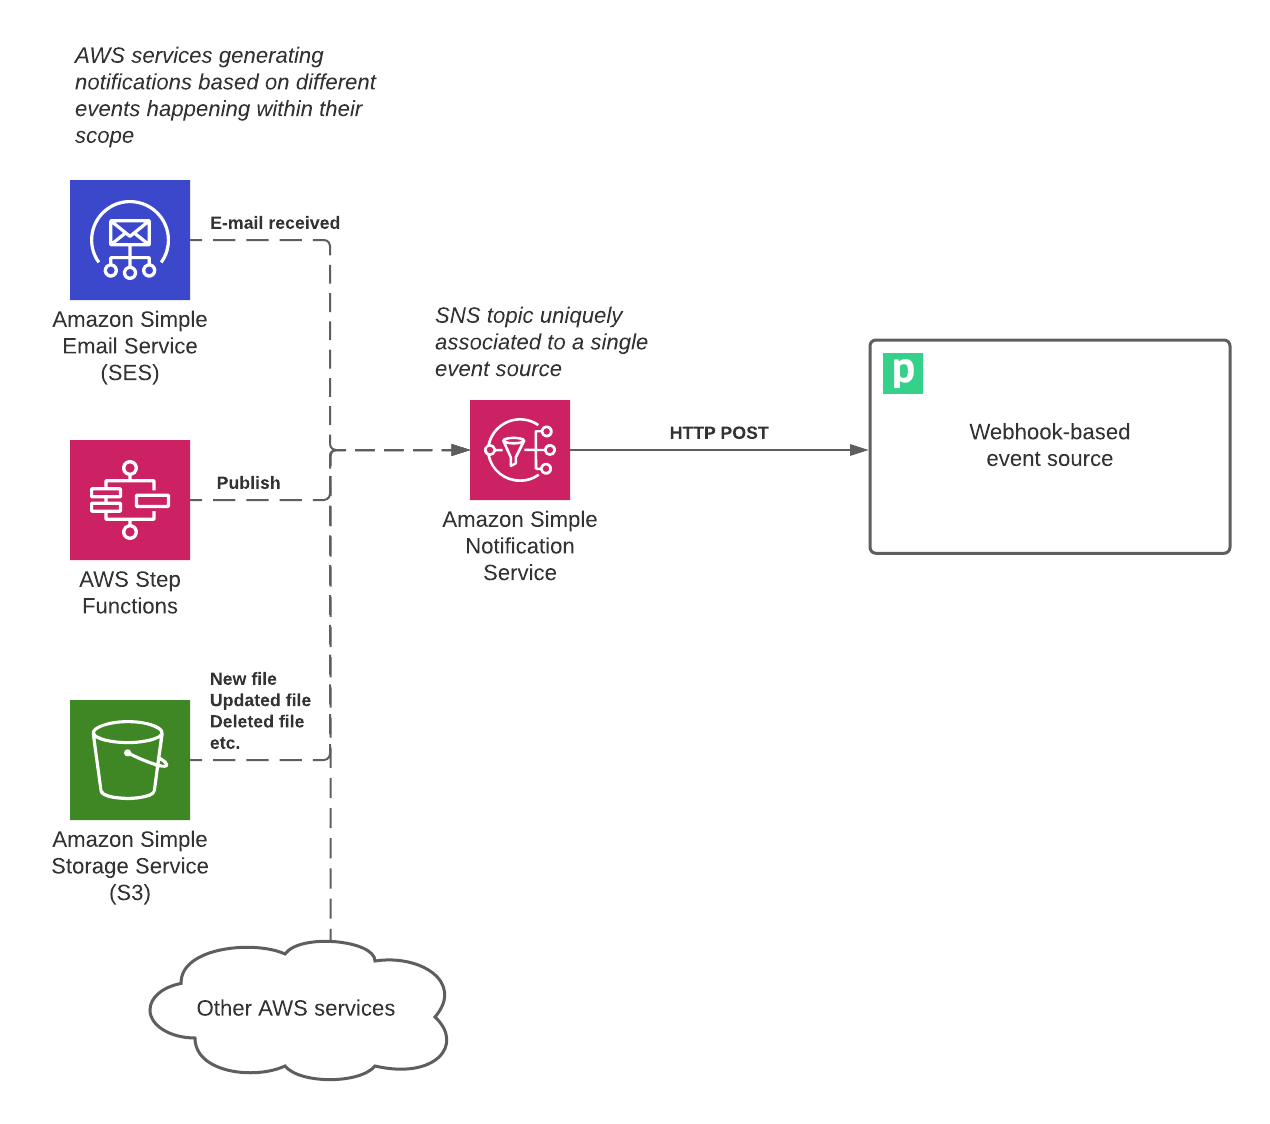 AWS services generating
notifications based on different
events happening within their
scope
E-mail received
Amazon Simple
Email Service
(SES)
SNS topic uniquely
associated to a single
event source
HTTP POST
p
Webhook-based
event source
Publish
Amazon Simple
Notification
Service
AWS Step
Functions
New file
Updated file
Deleted file
etc.
Amazon Simple
Storage Service
(S3)
Other AWS services